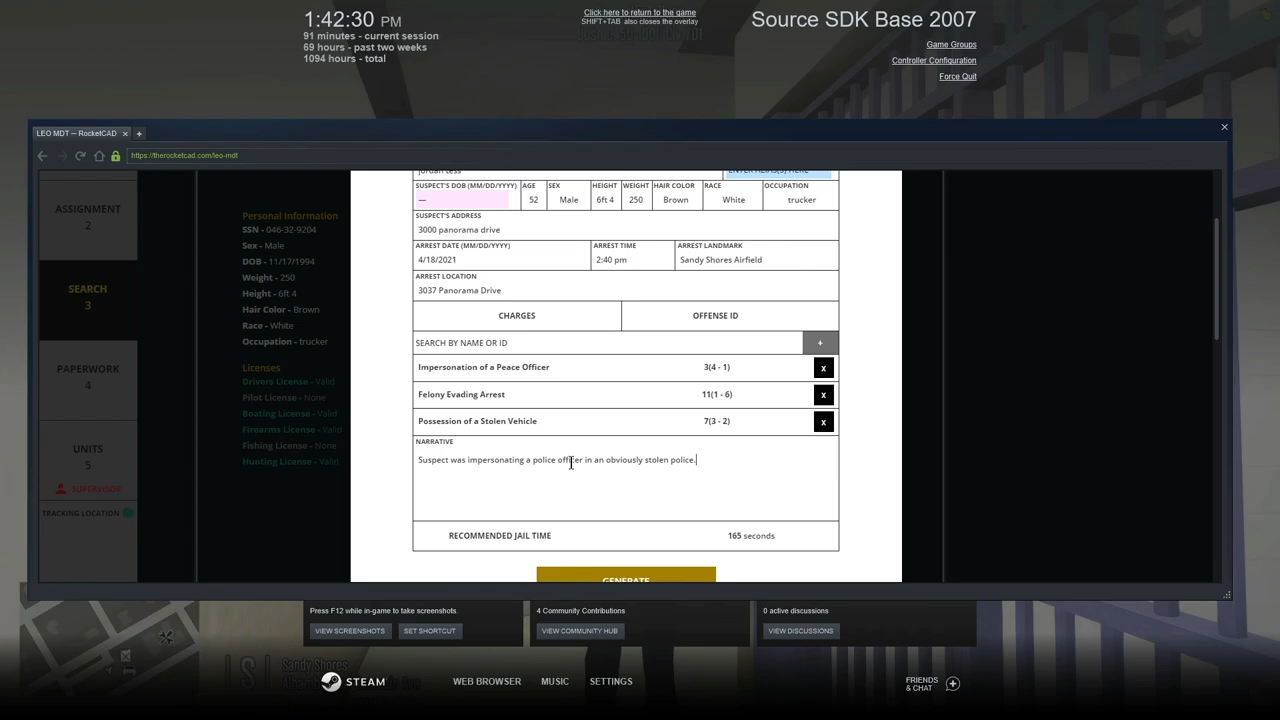 1:42:30 PM
91 minutes - current session
69 hours - past two weeks
1094 hours - total
Click here to return to the game
SHIFT+TAB also closes the overlay
Source SDK Base 2007
Game Groups
Controller Configuration
Force Quit
LEO MDT — RocketCAD x +
https://therocketcad.com/leo-mdt
ASSIGNMENT
2
SEARCH
3
PAPERWORK
4
UNITS
5
SUPERVISOR
TRACKING LOCATION
Personal Information
SSN - 046-32-9204
Sex - Male
DOB - 11/17/1994
Weight - 250
Height - 6ft 4
Hair Color - Brown
Race - White
Occupation - trucker
Licenses
Drivers License - Valid
Pilot License - None
Boating License - Valid
Firearms License - Valid
Fishing License - None
Hunting License - Valid
jordan tess
ENTER ALIAS(S) HERE
SUSPECT'S DOB (MM/DD/YYYY) AGE SEX HEIGHT WEIGHT HAIR COLOR RACE OCCUPATION
— 52 Male 6ft 4 250 Brown White trucker
SUSPECT'S ADDRESS
3000 panorama drive
ARREST DATE (MM/DD/YYYY) ARREST TIME ARREST LANDMARK
4/18/2021 2:40 pm Sandy Shores Airfield
ARREST LOCATION
3037 Panorama Drive
CHARGES OFFENSE ID
SEARCH BY NAME OR ID +
Impersonation of a Peace Officer 3(4 - 1) x
Felony Evading Arrest 11(1 - 6) x
Possession of a Stolen Vehicle 7(3 - 2) x
NARRATIVE
Suspect was impersonating a police officer in an obviously stolen police.
RECOMMENDED JAIL TIME 165 seconds
GENERATE
Press F12 while in-game to take screenshots.
VIEW SCREENSHOTS SET SHORTCUT
4 Community Contributions
VIEW COMMUNITY HUB
0 active discussions
VIEW DISCUSSIONS
|S| Sandy Shores
STEAM
WEB BROWSER MUSIC SETTINGS
FRIENDS
& CHAT